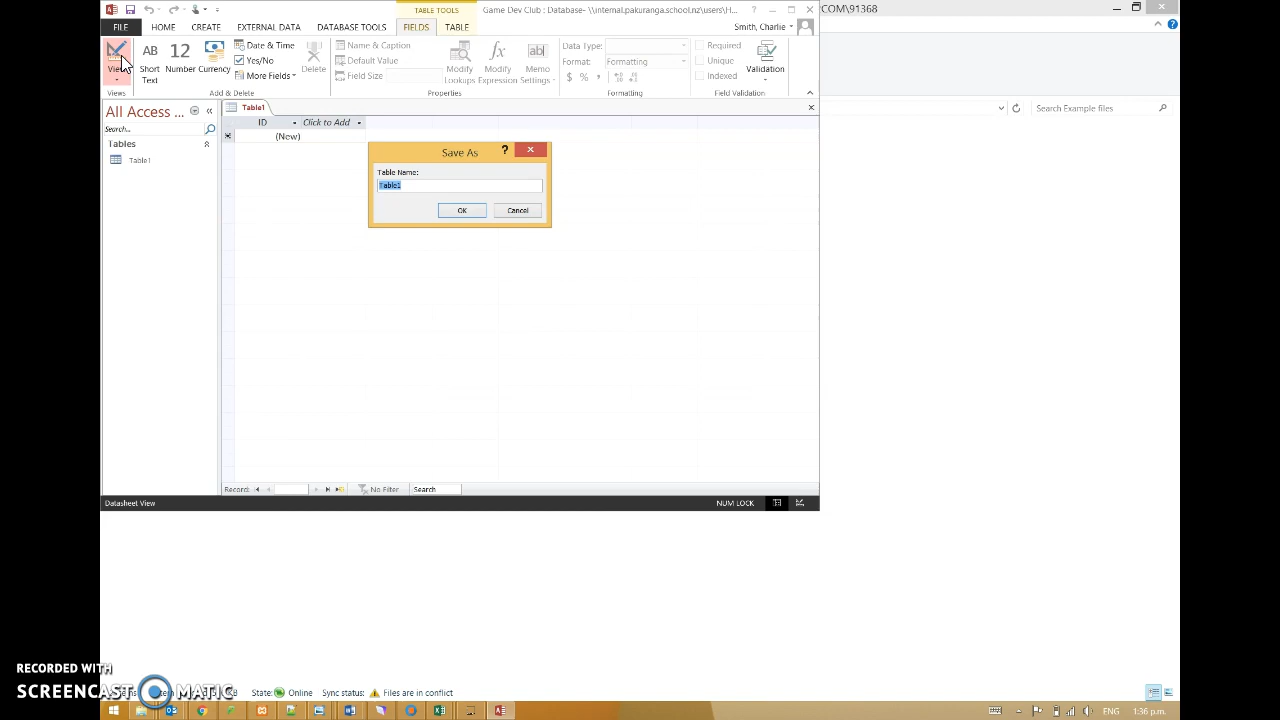 TABLE TOOLS
Game Dev Club : Database- \\internal.pakuranga.school.nz\users\H...
COM\91368
FILE
HOME
CREATE
EXTERNAL DATA
DATABASE TOOLS
FIELDS
TABLE
Smith, Charlie
View
AB
Short
Text
12
Number
Currency
Date & Time
Yes/No
More Fields
Delete
Name & Caption
Default Value
Field Size
Modify
Lookups
fx
Modify
Expression
ab|
Memo
Settings
Data Type:
Format:
Formatting
$ % ,
Required
Unique
Indexed
Validation
Views
Add & Delete
Properties
Formatting
Field Validation
All Access ...
Search...
Tables
Table1
Table1
ID
Click to Add
(New)
Search Example files
Save As
?
Table Name:
Table1
OK
Cancel
Record:
No Filter
Search
Datasheet View
NUM LOCK
RECORDED WITH
SCREENCAST MATIC
State:
Online
Sync status:
Files are in conflict
ENG
1:36 p.m.